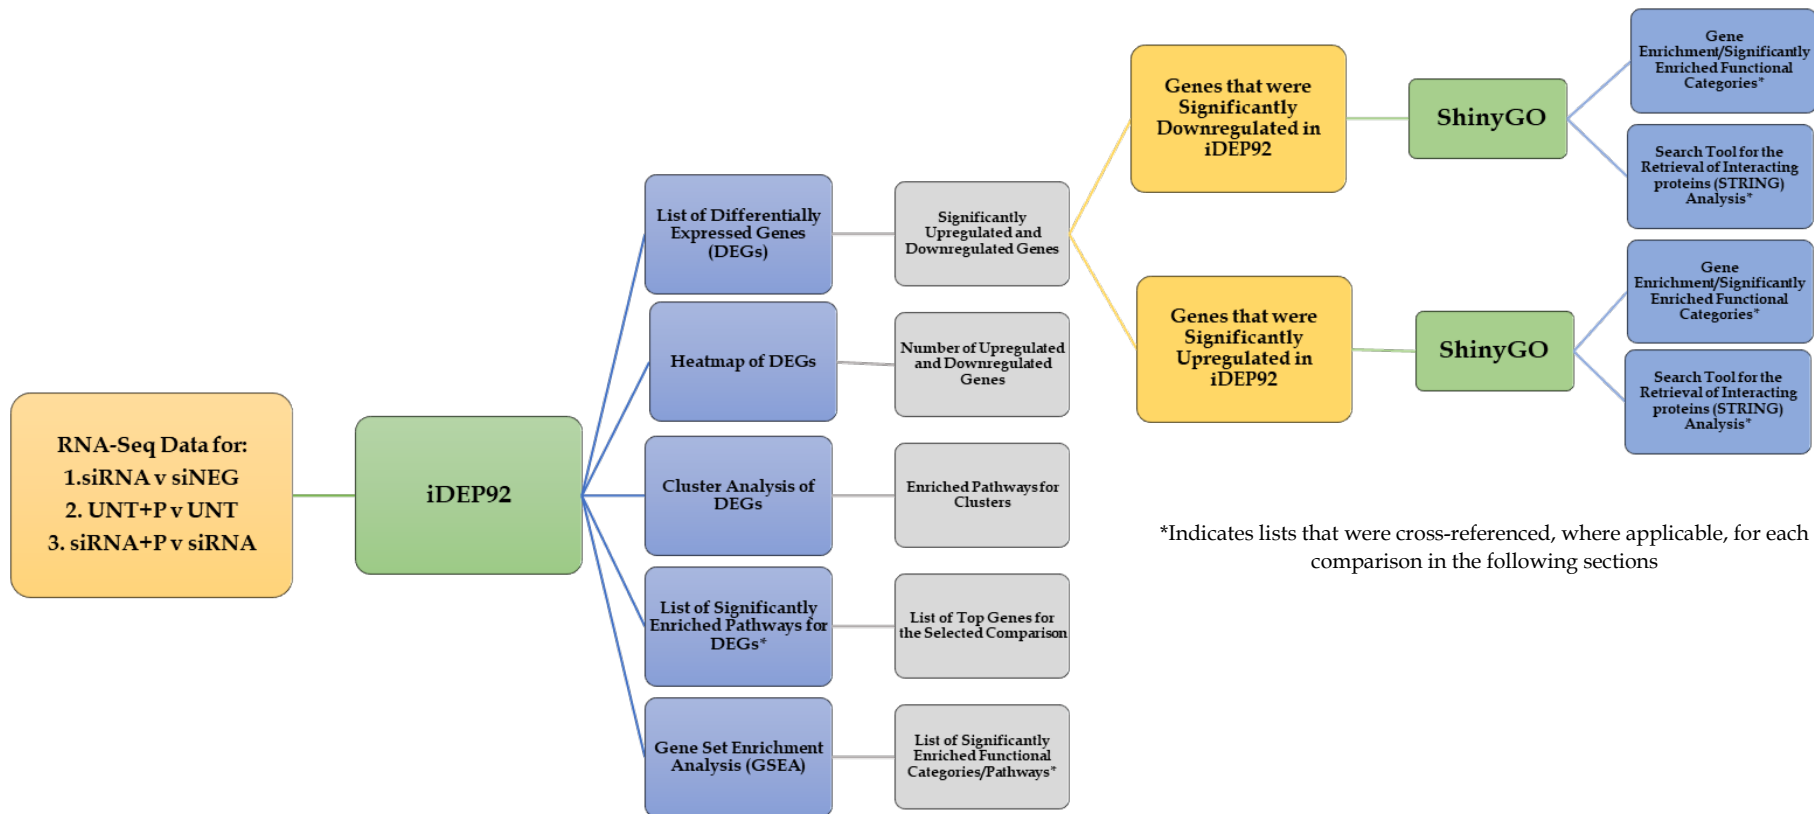 RNA-Seq Data for:
1.siRNA v siNEG
2. UNT+P v UNT
3. siRNA+P v siRNA
iDEP92
List of Differentially
Expressed Genes
(DEGs)
Heatmap of DEGs
Cluster Analysis of
DEGs
List of Significantly
Enriched Pathways for
DEGs*
Gene Set Enrichment
Analysis (GSEA)
Significantly
Upregulated and
Downregulated Genes
Number of Upregulated
and Downregulated
Genes
Enriched Pathways for
Clusters
List of Top Genes for
the Selected Comparison
List of Significantly
Enriched Functional
Categories/Pathways*
Genes that were
Significantly
Downregulated in
iDEP92
Genes that were
Significantly
Upregulated in
iDEP92
ShinyGO
ShinyGO
Gene
Enrichment/Significantly
Enriched Functional
Categories*
Search Tool for the
Retrieval of Interacting
proteins (STRING)
Analysis*
Gene
Enrichment/Significantly
Enriched Functional
Categories*
Search Tool for the
Retrieval of Interacting
proteins (STRING)
Analysis*
*Indicates lists that were cross-referenced, where applicable, for each
comparison in the following sections